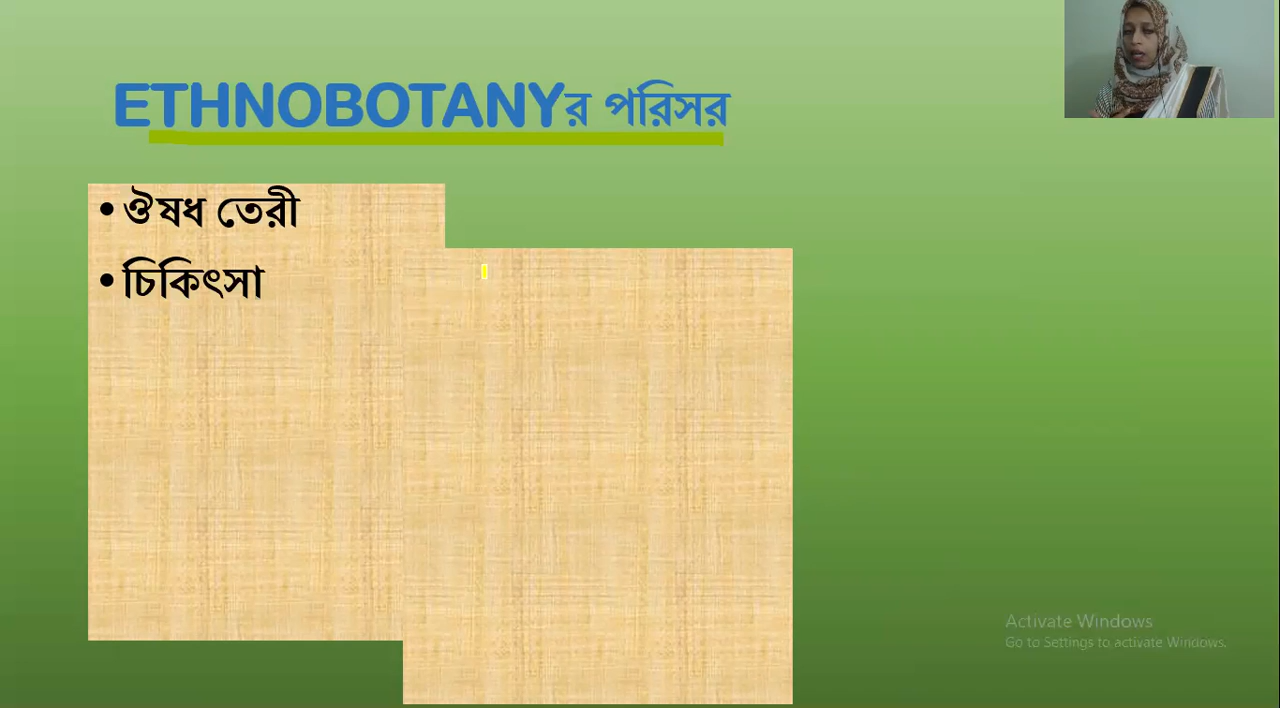 ETHNOBOTANYর পরিসর
• ঔষধ তেরী
• চিকিৎসা
Activate Windows
Go to Settings to activate Windows.